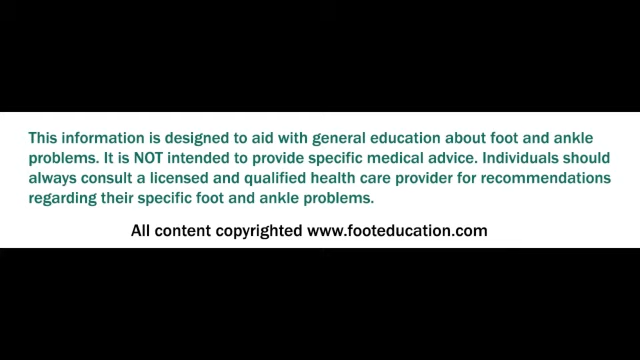 This information is designed to aid with general education about foot and ankle
problems. It is NOT intended to provide specific medical advice. Individuals should
always consult a licensed and qualified health care provider for recommendations
regarding their specific foot and ankle problems.
All content copyrighted www.footeducation.com